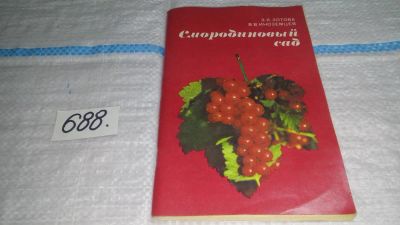 З. Я. ЗОТОВА
В. В. ИНОЗЕМЦЕВ
Смородиновый
сад
688.